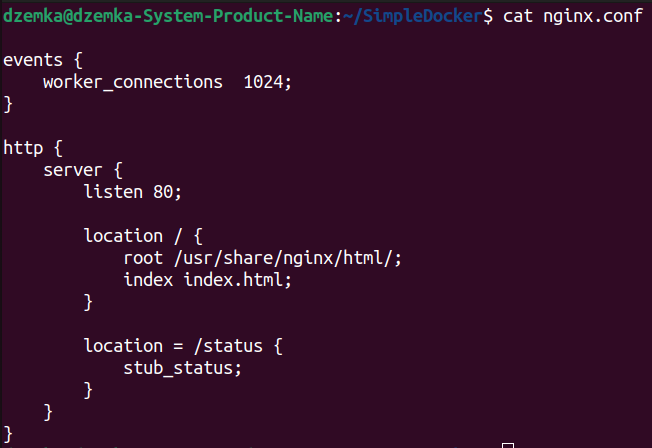 dzemka@dzemka-System-Product-Name:~/SimpleDocker$ cat nginx.conf
events {
    worker_connections  1024;
}
http {
    server {
        listen 80;
        location / {
            root /usr/share/nginx/html/;
            index index.html;
        }
        location = /status {
            stub_status;
        }
    }
}